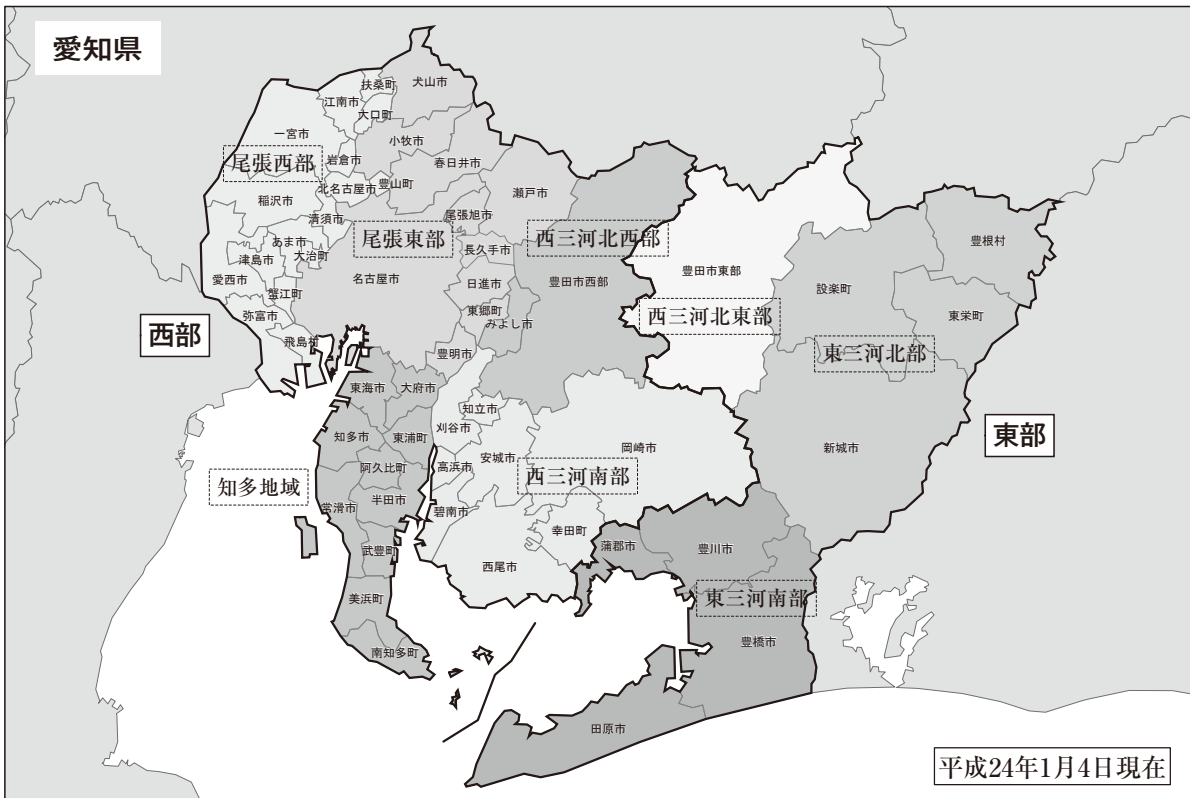 愛知県
扶桑町
犬山市
江南市
大口町
一宮市
小牧市
尾張西部
岩倉市
春日井市
北名古屋市
豊山町
瀬戸市
稲沢市
清須市
尾張旭市
あま市
尾張東部
西三河北西部
豊根村
津島市
大治町
長久手市
愛西市
名古屋市
日進市
豊田市西部
豊田市東部
設楽町
蟹江町
弥富市
東郷町
みよし市
西三河北東部
東栄町
西部
飛島村
豊明市
東三河北部
東海市
大府市
知立市
刈谷市
知多市
東浦町
岡崎市
東部
新城市
阿久比町
高浜市
安城市
西三河南部
知多地域
常滑市
半田市
碧南市
幸田町
武豊町
西尾市
蒲郡市
豊川市
美浜町
東三河南部
南知多町
豊橋市
田原市
平成24年1月4日現在